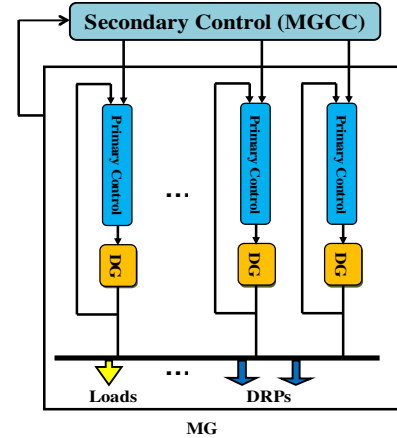 Secondary Control (MGCC)
Primary Control
Primary Control
Primary Control
...
DG
DG
DG
...
Loads
DRPs
MG